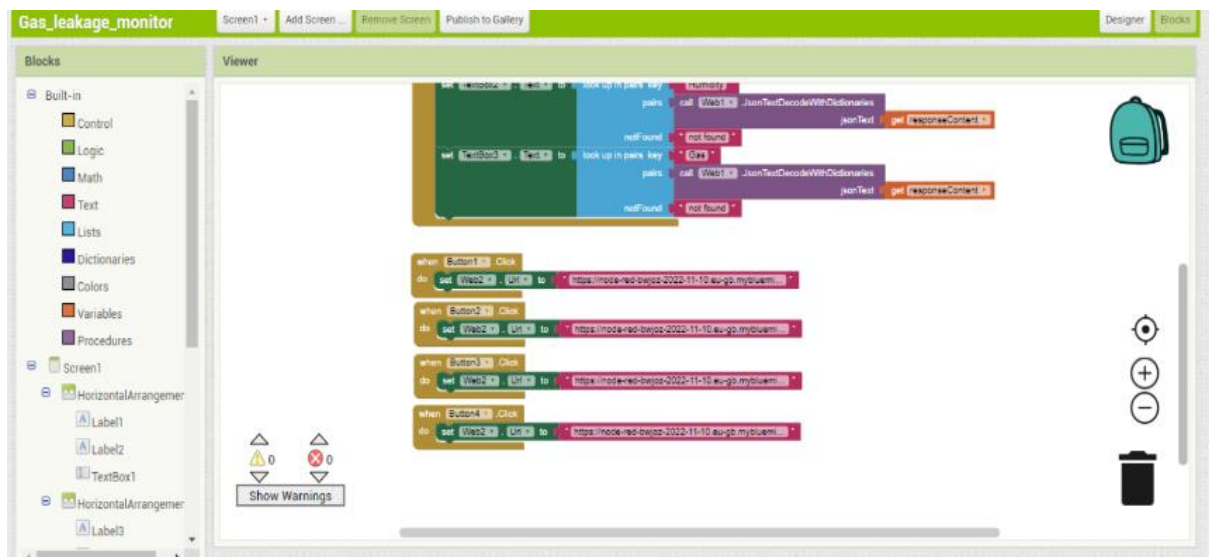 Gas_leakage_monitor Screen1 Add Screen ... Remove Screen Publish to Gallery Designer Blocks
Blocks
Viewer
Built-in
Control
Logic
Math
Text
Lists
Dictionaries
Colors
Variables
Procedures
Screen1
HorizontalArrangemer
Label1
Label2
TextBox1
HorizontalArrangemer
Label3
set TextBox2 . Text to look up in pairs key " Humidity "
pairs call Web1 .JsonTextDecodeWithDictionaries
jsonText get responseContent
notFound " not found "
set TextBox3 . Text to look up in pairs key " Gas "
pairs call Web1 .JsonTextDecodeWithDictionaries
jsonText get responseContent
notFound " not found "
when Button1 .Click
do set Web2 . Url to " https://node-red-bwjoz-2022-11-10.eu-gb.mybluemi... "
when Button2 .Click
do set Web2 . Url to " https://node-red-bwjoz-2022-11-10.eu-gb.mybluemi... "
when Button3 .Click
do set Web2 . Url to " https://node-red-bwjoz-2022-11-10.eu-gb.mybluemi... "
when Button4 .Click
do set Web2 . Url to " https://node-red-bwjoz-2022-11-10.eu-gb.mybluemi... "
0 0
Show Warnings